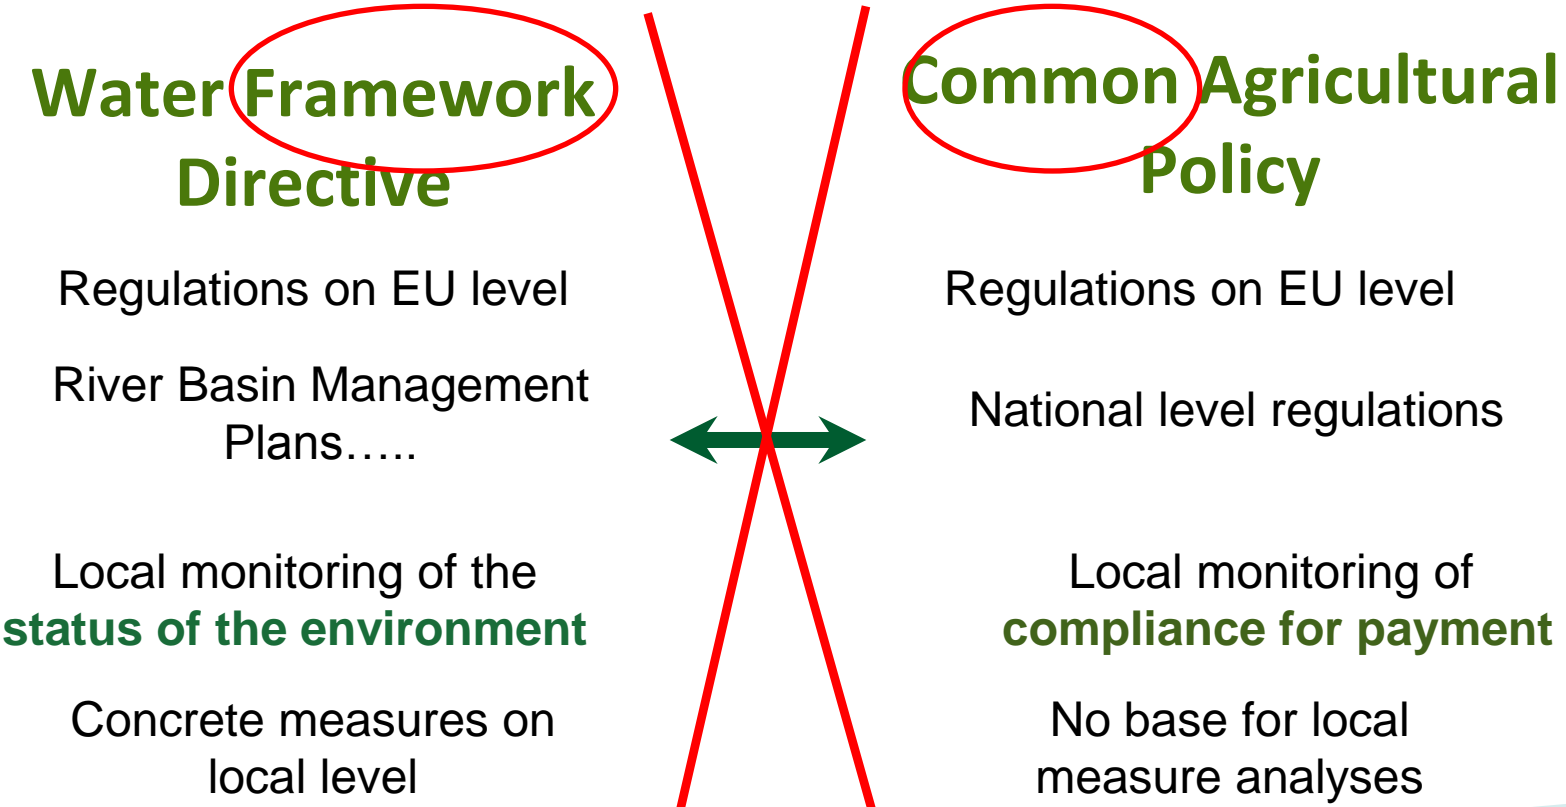 Water Framework
Directive
Regulations on EU level
River Basin Management
Plans…..
Local monitoring of the
status of the environment
Concrete measures on
local level
Common Agricultural
Policy
Regulations on EU level
National level regulations
Local monitoring of
compliance for payment
No base for local
measure analyses